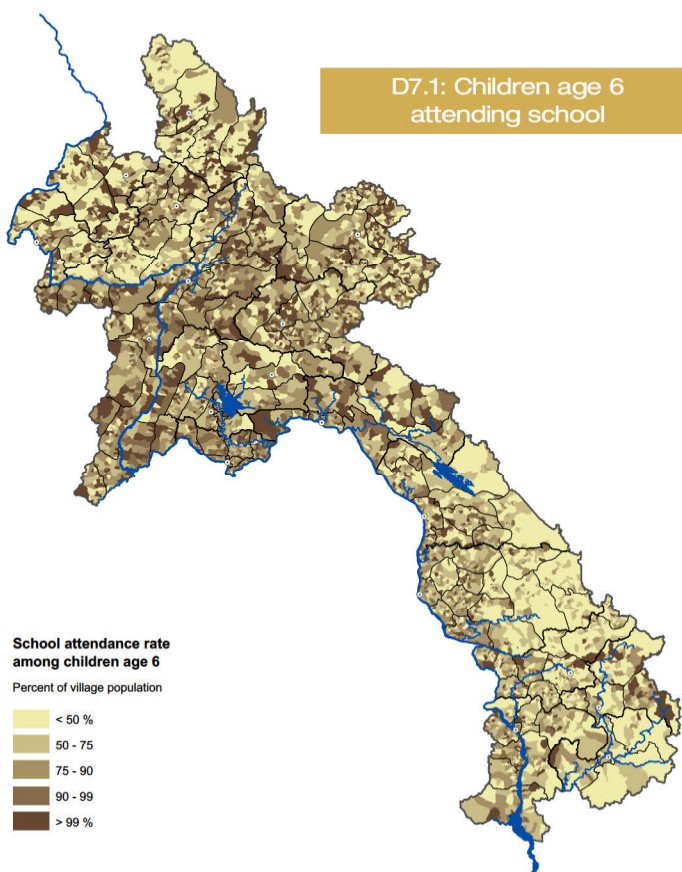 D7.1: Children age 6
attending school
School attendance rate
among children age 6
Percent of village population
< 50 %
50 - 75
75 - 90
90 - 99
> 99 %